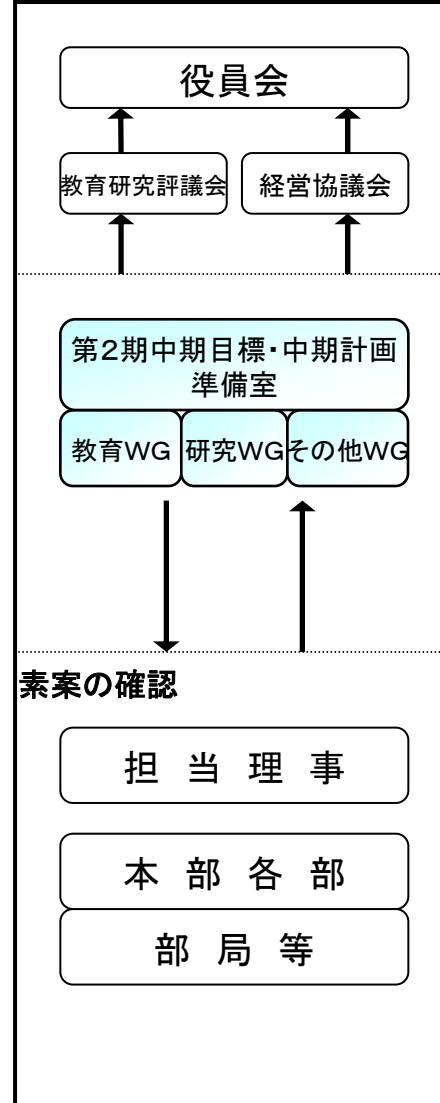 役員会
教育研究評議会 経営協議会
第2期中期目標・中期計画
準備室
教育WG 研究WG その他WG
素案の確認
担 当 理 事
本 部 各 部
部 局 等